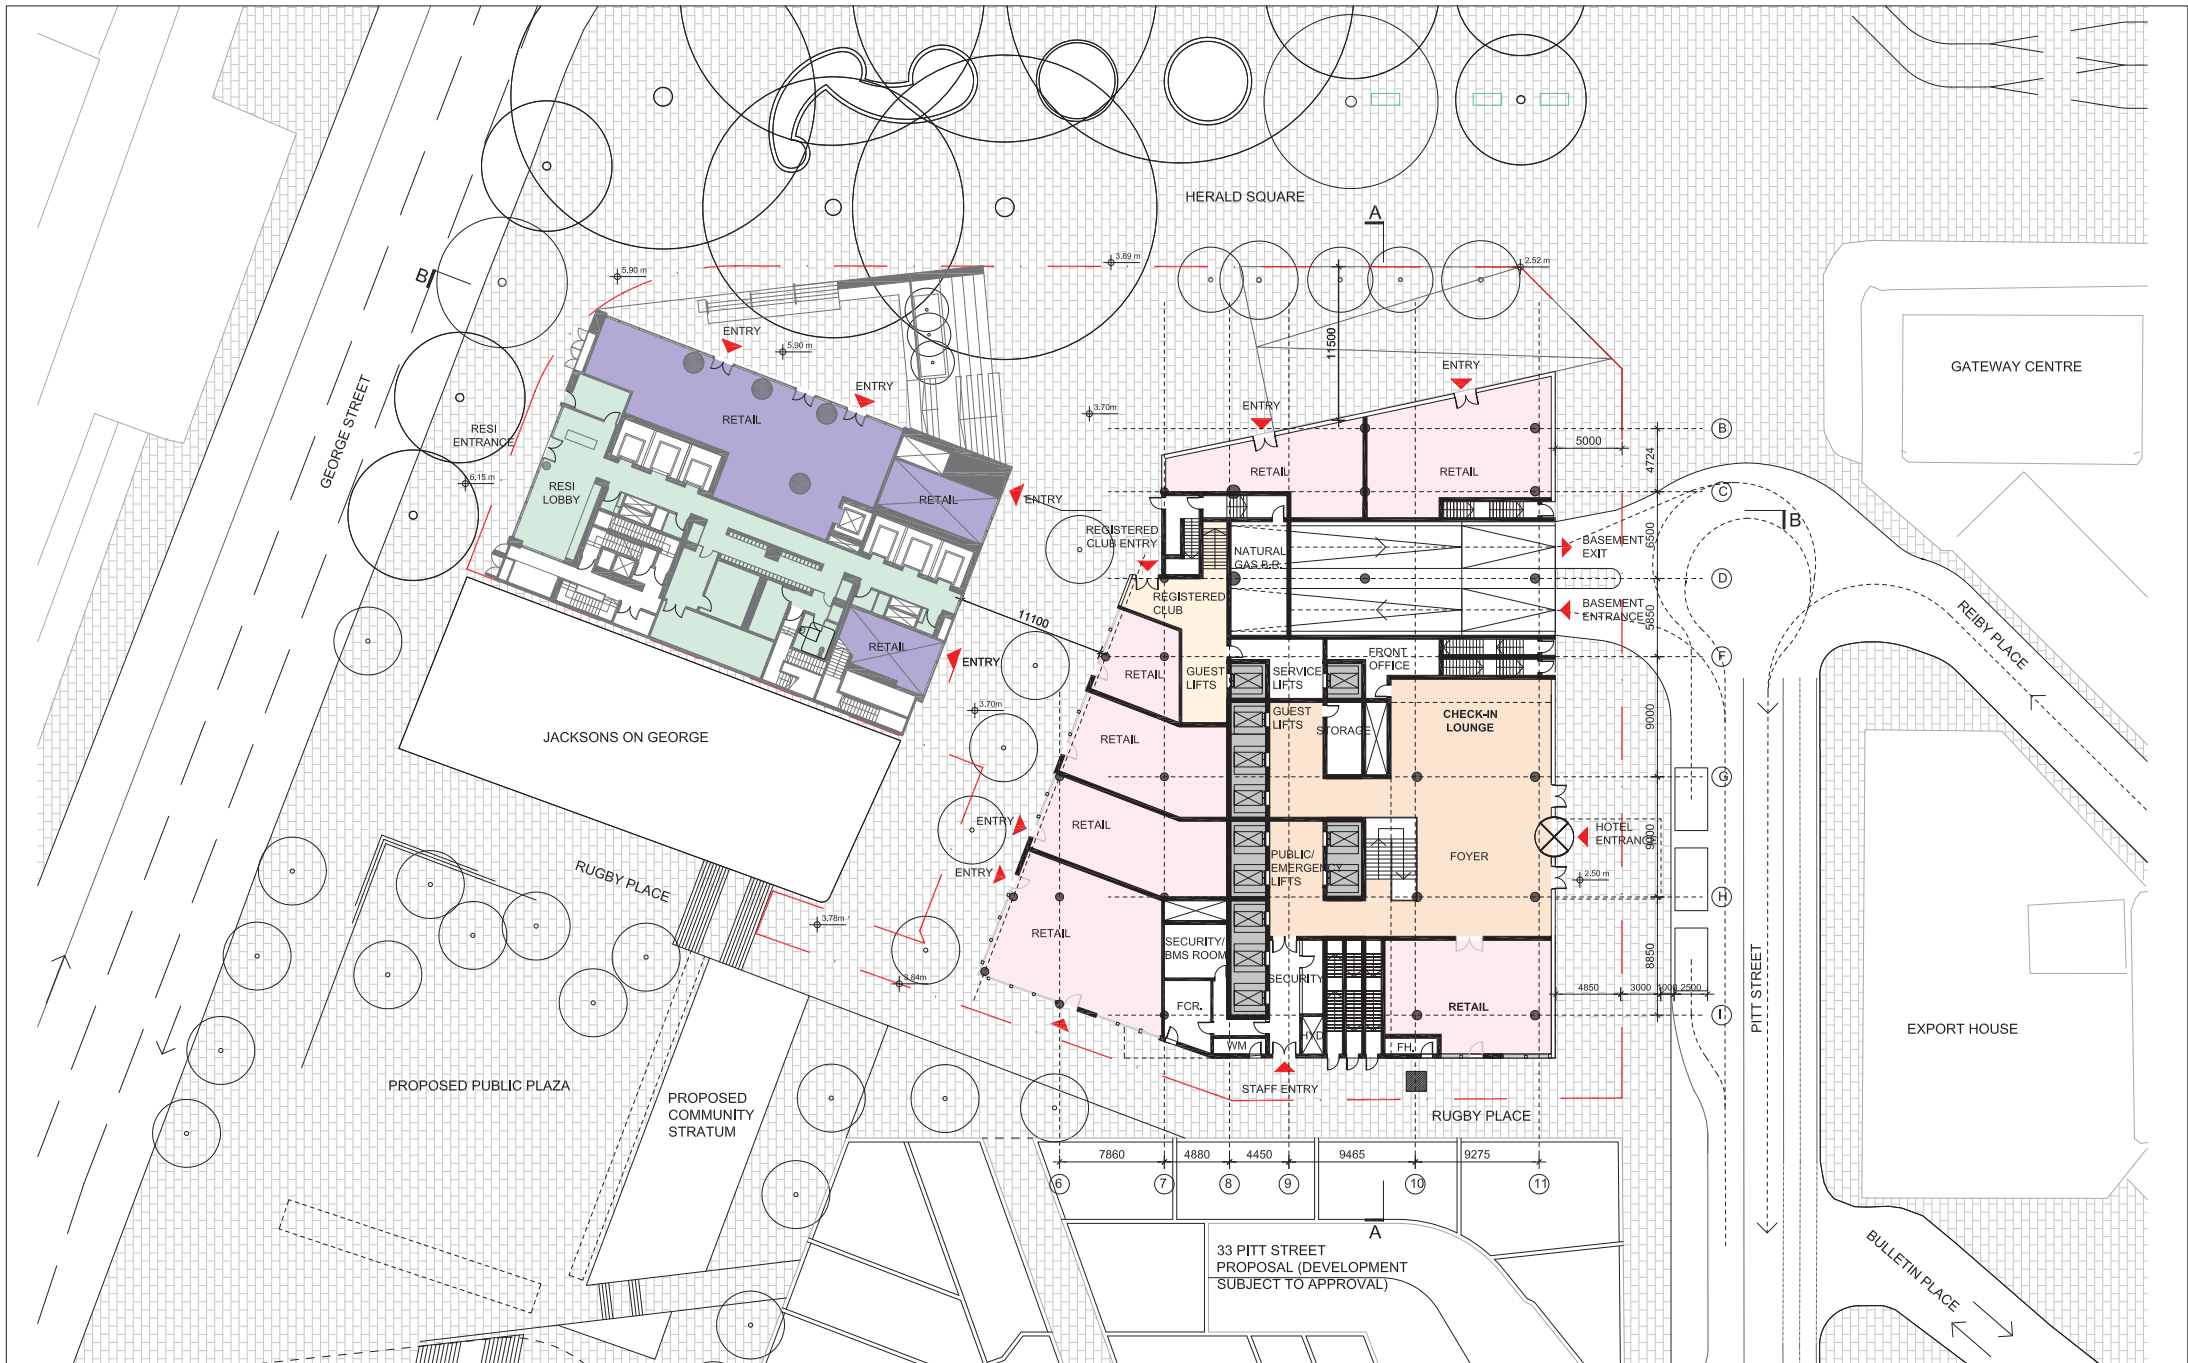 HERALD SQUARE
A
B
5.90 m
3.89 m
2.52 m
11500
ENTRY
5.90 m
ENTRY
ENTRY
ENTRY
GATEWAY CENTRE
GEORGE STREET
RESI
ENTRANCE
RETAIL
3.70m
B
5000
4724
6.15 m
RESI
LOBBY
RETAIL
ENTRY
RETAIL
RETAIL
C
B
REGISTERED
CLUB ENTRY
NATURAL
GAS B.R.
6500
BASEMENT
EXIT
D
REGISTERED
CLUB
BASEMENT
ENTRANCE
5850
REIBY PLACE
11100
RETAIL
ENTRY
RETAIL
GUEST
LIFTS
SERVICE
LIFTS
FRONT
OFFICE
F
3.70m
GUEST
LIFTS
STORAGE
CHECK-IN
LOUNGE
9000
JACKSONS ON GEORGE
RETAIL
G
ENTRY
RETAIL
HOTEL
ENTRANCE
9000
PUBLIC/
EMERGENCY
LIFTS
FOYER
RUGBY PLACE
ENTRY
2.50 m
H
3.78m
RETAIL
SECURITY/
BMS ROOM
8850
PITT STREET
3.84m
SECURITY
4850
3000
1000
2500
FCR.
RETAIL
I
EXPORT HOUSE
HYD
WM
FH.
PROPOSED PUBLIC PLAZA
STAFF ENTRY
PROPOSED
COMMUNITY
STRATUM
RUGBY PLACE
7860
4880
4450
9465
9275
6
7
8
9
10
11
A
33 PITT STREET
PROPOSAL (DEVELOPMENT
SUBJECT TO APPROVAL)
BULLETIN PLACE